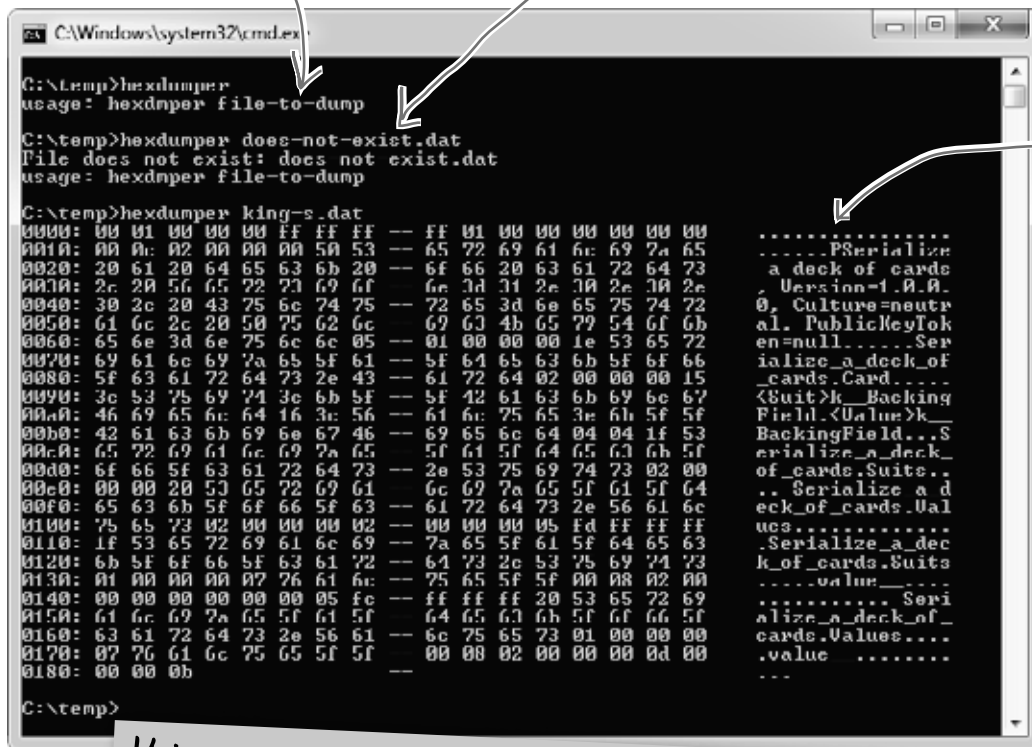 C:\Windows\system32\cmd.exe
C:\temp>hexdumper
usage: hexdmper file-to-dump
C:\temp>hexdumper does-not-exist.dat
File does not exist: does not exist.dat
usage: hexdmper file-to-dump
C:\temp>hexdumper king-s.dat
0000: 00 01 00 00 00 ff ff ff -- ff 01 00 00 00 00 00 00 ................
0010: 00 0c 02 00 00 00 50 53 -- 65 72 69 61 6c 69 7a 65 ......PSerialize
0020: 20 61 20 64 65 63 6b 20 -- 6f 66 20 63 61 72 64 73 a deck of cards
0030: 2c 20 56 65 72 73 69 6f -- 6e 3d 31 2e 30 2e 30 2e , Version=1.0.0.
0040: 30 2c 20 43 75 6c 74 75 -- 72 65 3d 6e 65 75 74 72 0, Culture=neutr
0050: 61 6c 2c 20 50 75 62 6c -- 69 63 4b 65 79 54 6f 6b al, PublicKeyTok
0060: 65 6e 3d 6e 75 6c 6c 05 -- 01 00 00 00 1e 53 65 72 en=null......Ser
0070: 69 61 6c 69 7a 65 5f 61 -- 5f 64 65 63 6b 5f 6f 66 ialize_a_deck_of
0080: 5f 63 61 72 64 73 2e 43 -- 61 72 64 02 00 00 00 15 _cards.Card.....
0090: 3c 53 75 69 74 3e 6b 5f -- 5f 42 61 63 6b 69 6e 67 <Suit>k__Backing
00a0: 46 69 65 6c 64 16 3c 56 -- 61 6c 75 65 3e 6b 5f 5f Field.<Value>k__
00b0: 42 61 63 6b 69 6e 67 46 -- 69 65 6c 64 04 04 1f 53 BackingField...S
00c0: 65 72 69 61 6c 69 7a 65 -- 5f 61 5f 64 65 63 6b 5f erialize_a_deck_
00d0: 6f 66 5f 63 61 72 64 73 -- 2e 53 75 69 74 73 02 00 of_cards.Suits..
00e0: 00 00 20 53 65 72 69 61 -- 6c 69 7a 65 5f 61 5f 64 .. Serialize_a_d
00f0: 65 63 6b 5f 6f 66 5f 63 -- 61 72 64 73 2e 56 61 6c eck_of_cards.Val
0100: 75 65 73 02 00 00 00 02 -- 00 00 00 05 fd ff ff ff ues.............
0110: 1f 53 65 72 69 61 6c 69 -- 7a 65 5f 61 5f 64 65 63 .Serialize_a_dec
0120: 6b 5f 6f 66 5f 63 61 72 -- 64 73 2e 53 75 69 74 73 k_of_cards.Suits
0130: 01 00 00 00 07 76 61 6c -- 75 65 5f 5f 00 08 02 00 .....value__....
0140: 00 00 00 00 00 00 05 fc -- ff ff ff 20 53 65 72 69 ............ Seri
0150: 61 6c 69 7a 65 5f 61 5f -- 64 65 63 6b 5f 6f 66 5f alize_a_deck_of_
0160: 63 61 72 64 73 2e 56 61 -- 6c 75 65 73 01 00 00 00 cards.Values....
0170: 07 76 61 6c 75 65 5f 5f -- 00 08 02 00 00 00 0d 00 .value__........
0180: 00 00 0b -- ...
C:\temp>